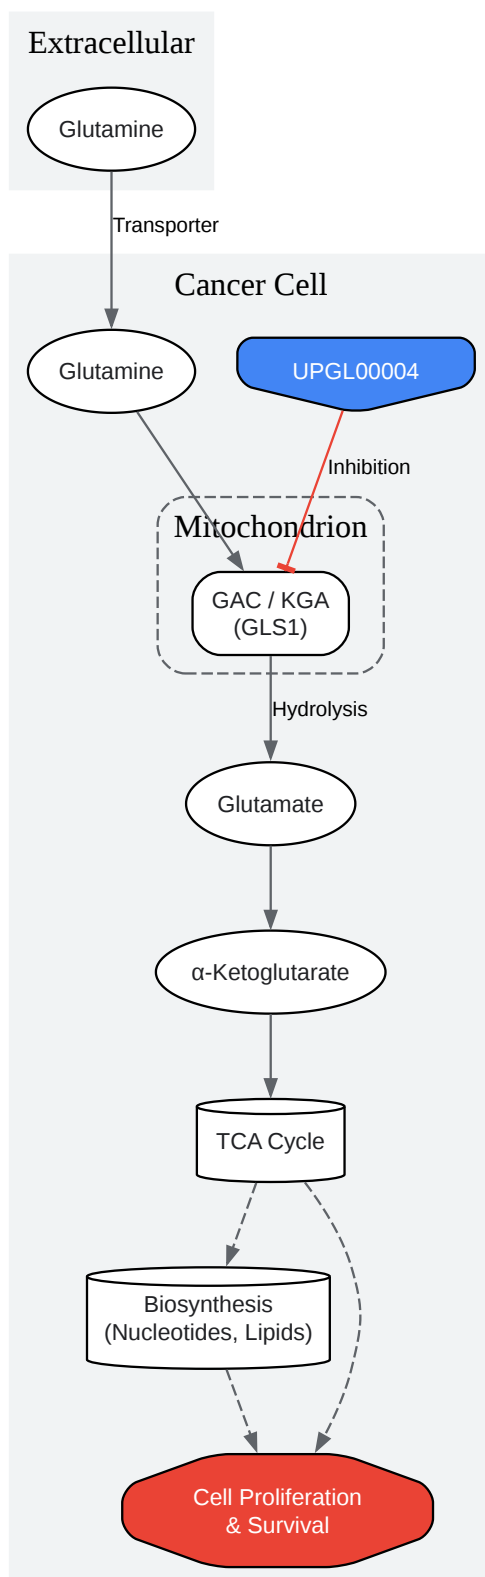 Extracellular
Glutamine
Transporter
Cancer Cell
Glutamine
UPGL00004
Inhibition
Mitochondrion
GAC / KGA
(GLS1)
Hydrolysis
Glutamate
α-Ketoglutarate
TCA Cycle
Biosynthesis
(Nucleotides, Lipids)
Cell Proliferation
& Survival